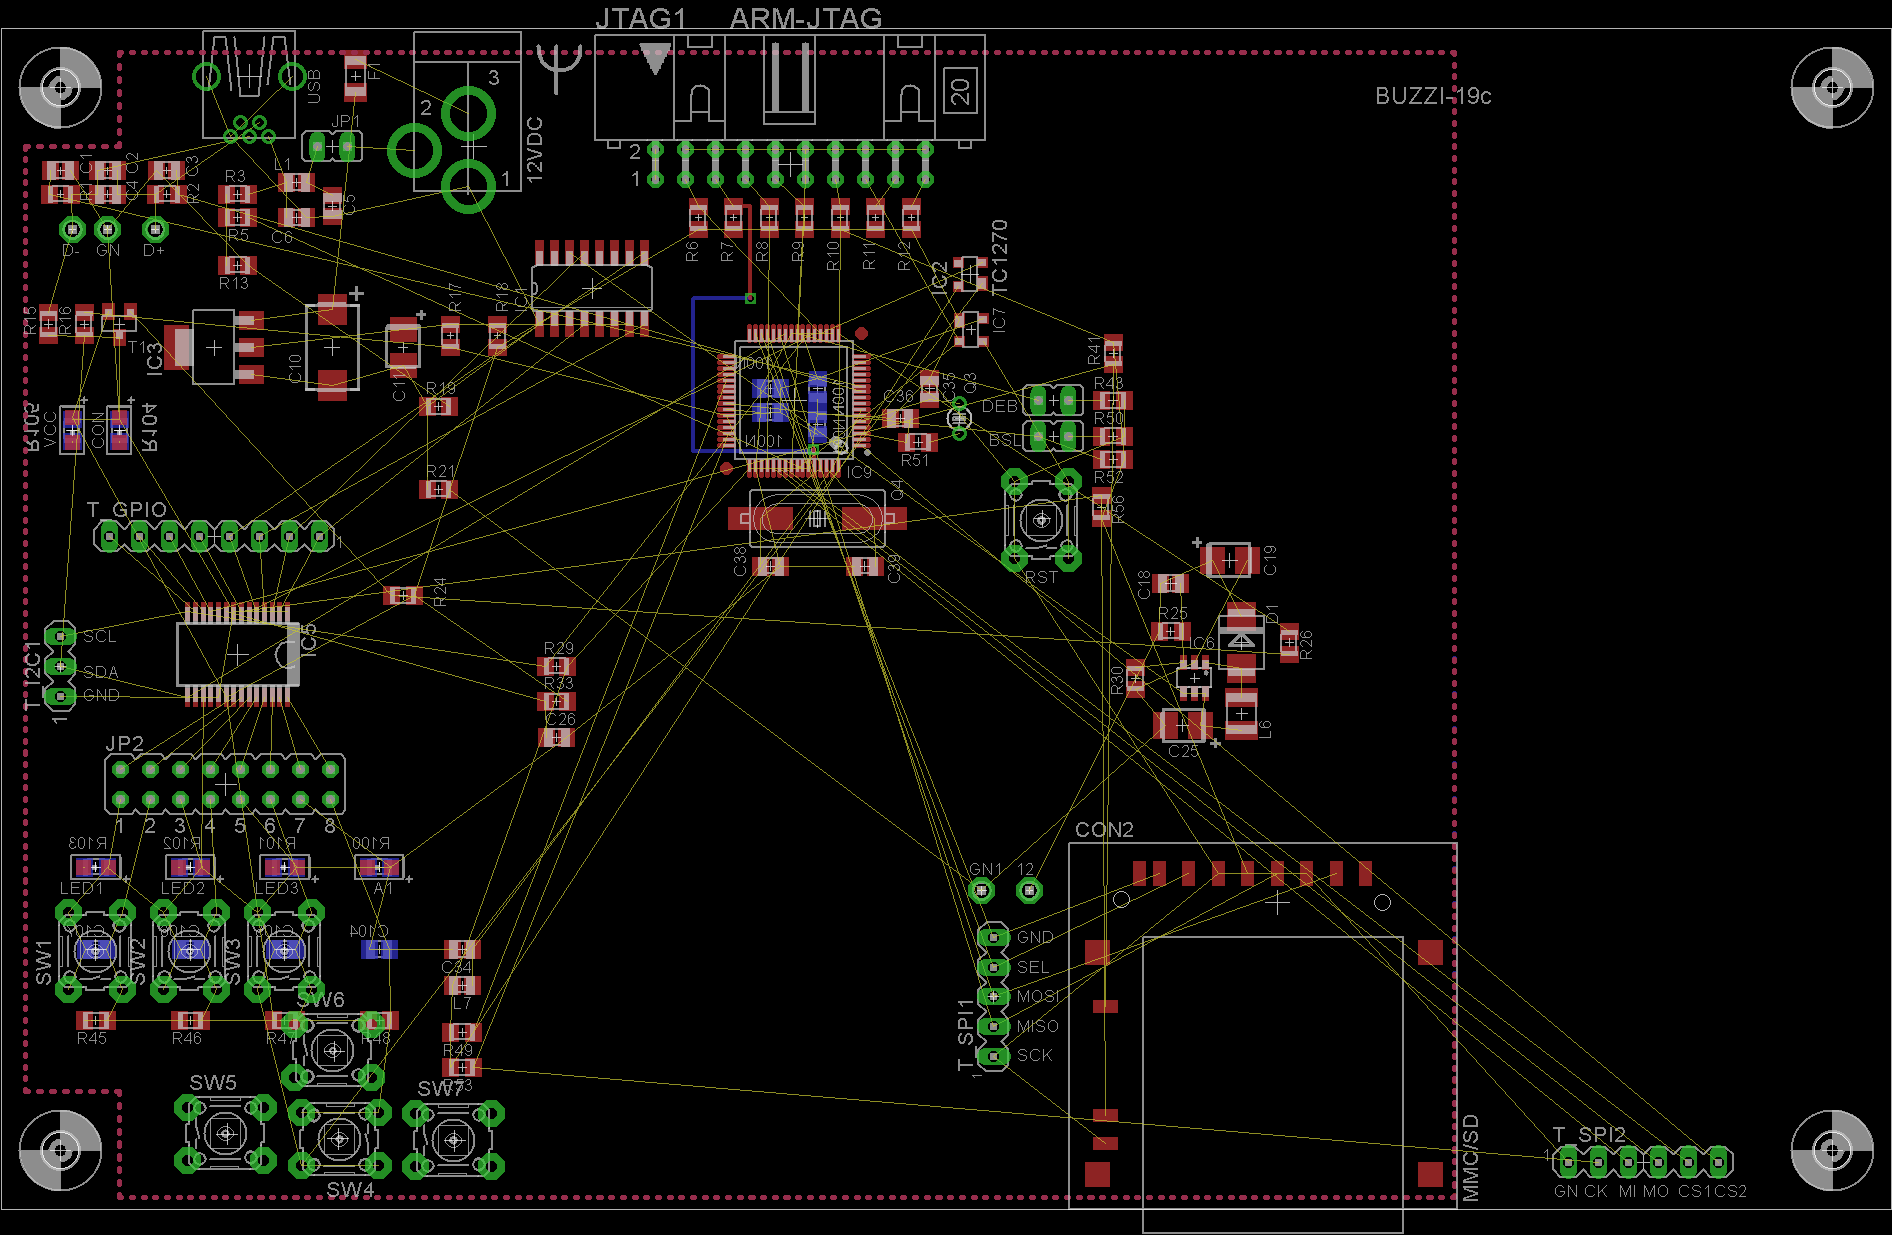 JTAG1 ARM-JTAG
BUZZI-19c
USB
F1
JP1
2
3
1
12VDC
20
2
1
C1
C2
C3
R1
C4
R2
R3
R5
L1
C6
C5
D-
GN
D+
R13
R6
R7
R8
R9
R10
R11
R12
IC2
TC1270
IC7
R15
R16
T1
IC3
C10
C11
R17
R18
R19
R41
C36
C35
Q3
DEB
R43
R50
BSL
R51
R52
IC9
R105
VCC
CON
R104
R21
Q4
T_GPIO
1
R56
RST
C38
C39
R24
C18
C19
R25
D1
IC6
R26
R30
L6
C25
IC5
T_I2C1
SCL
SDA
GND
1
R29
R33
C26
JP2
1 2 3 4 5 6 7 8
R103
R102
R101
R100
LED1
LED2
LED3
A1
CON2
GN1
12
SW1
SW2
SW3
C104
C34
L7
GND
SEL
MOSI
MISO
SCK
T_SPI1
1
SW6
R45
R46
R47
R48
R49
R53
SW5
SW7
SW4
MMC/SD
T_SPI2
1
GN CK MI MO CS1 CS2